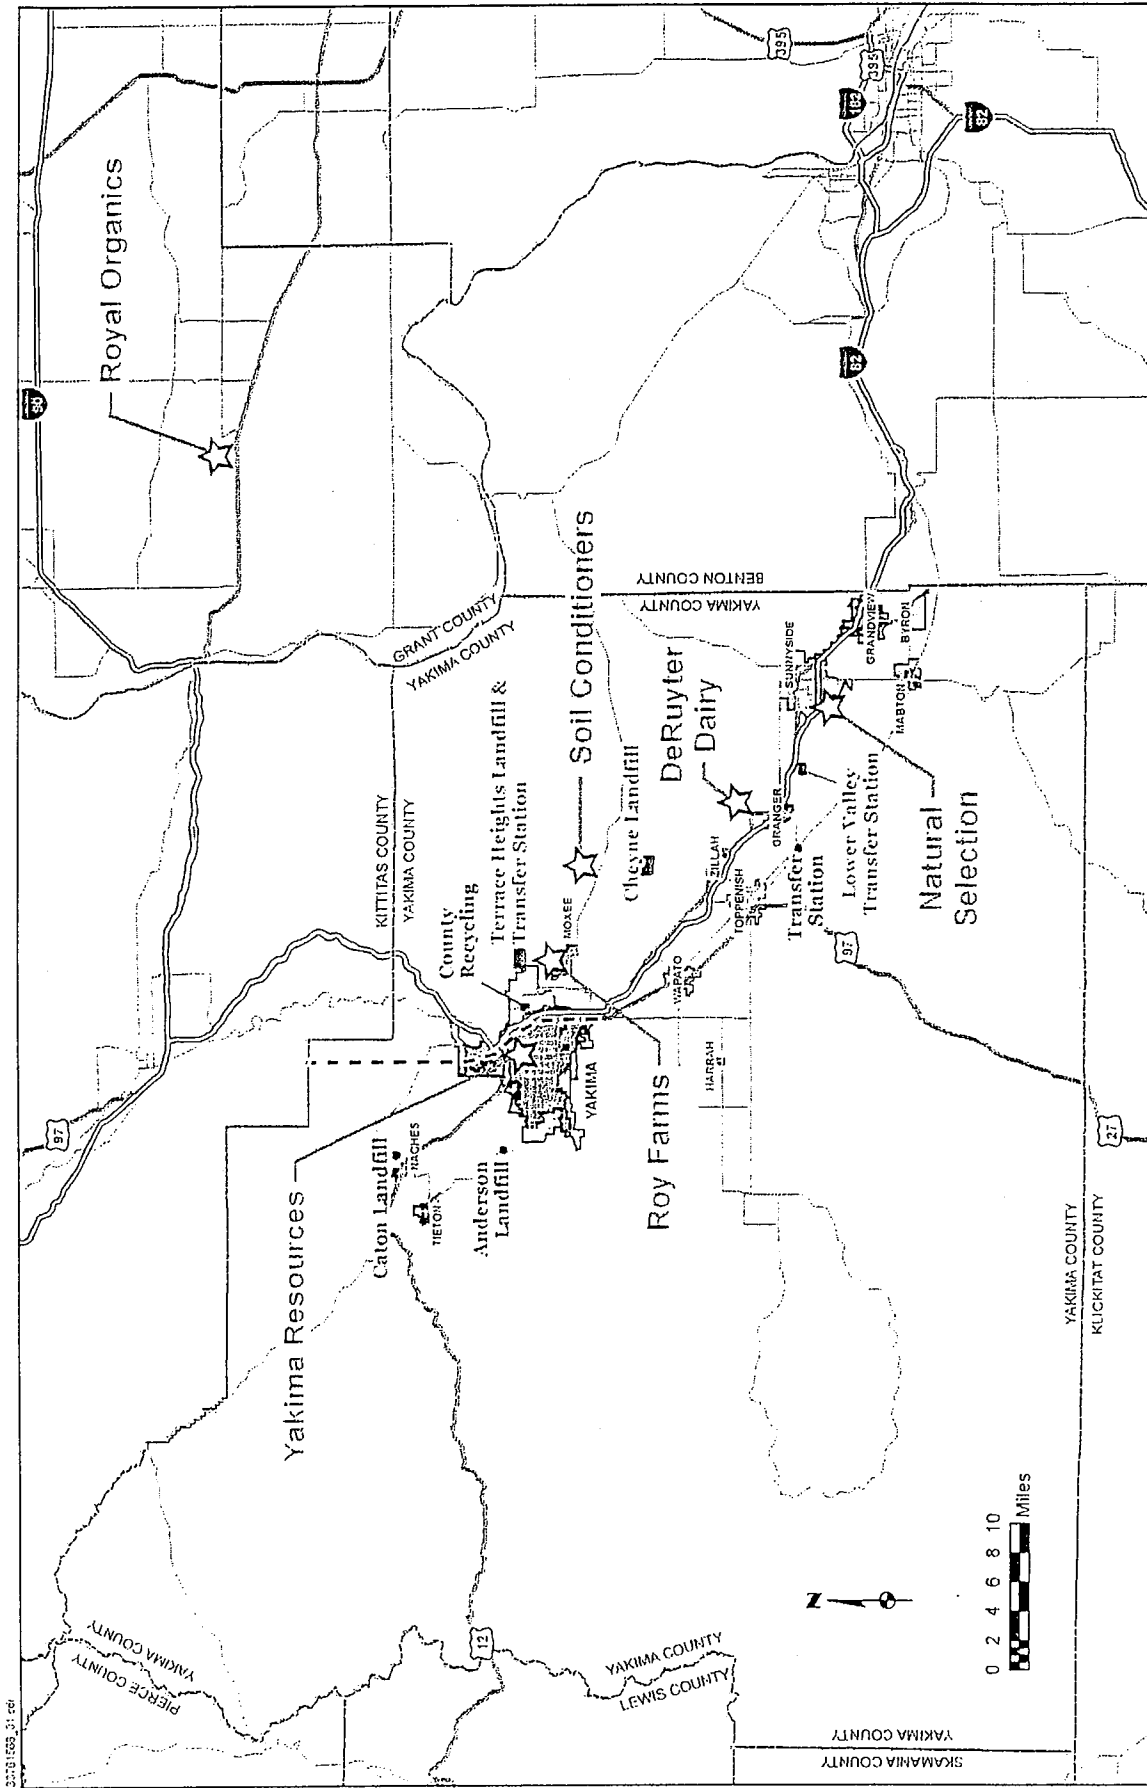 Royal Organics
90
395
395
182
82
82
GRANT COUNTY
YAKIMA COUNTY
KITTITAS COUNTY
YAKIMA COUNTY
YAKIMA COUNTY
BENTON COUNTY
Soil Conditioners
Terrace Heights Landfill &
Transfer Station
County
Recycling
Cheyne Landfill
DeRuyter
Dairy
MOXEE
ZILLAH
TOPPENISH
GRANGER
SUNNYSIDE
GRANDVIEW
BYRON
MABTON
Transfer
Station
Lower Valley
Transfer Station
Natural
Selection
97
97
WAPATO
HARRAH
YAKIMA
Roy Farms
Yakima Resources
Caton Landfill
NACHES
TIETON
Anderson
Landfill
27
YAKIMA COUNTY
KLICKITAT COUNTY
PIERCE COUNTY
YAKIMA COUNTY
12
YAKIMA COUNTY
LEWIS COUNTY
YAKIMA COUNTY
SKAMANIA COUNTY
N
0 2 4 6 8 10
Miles